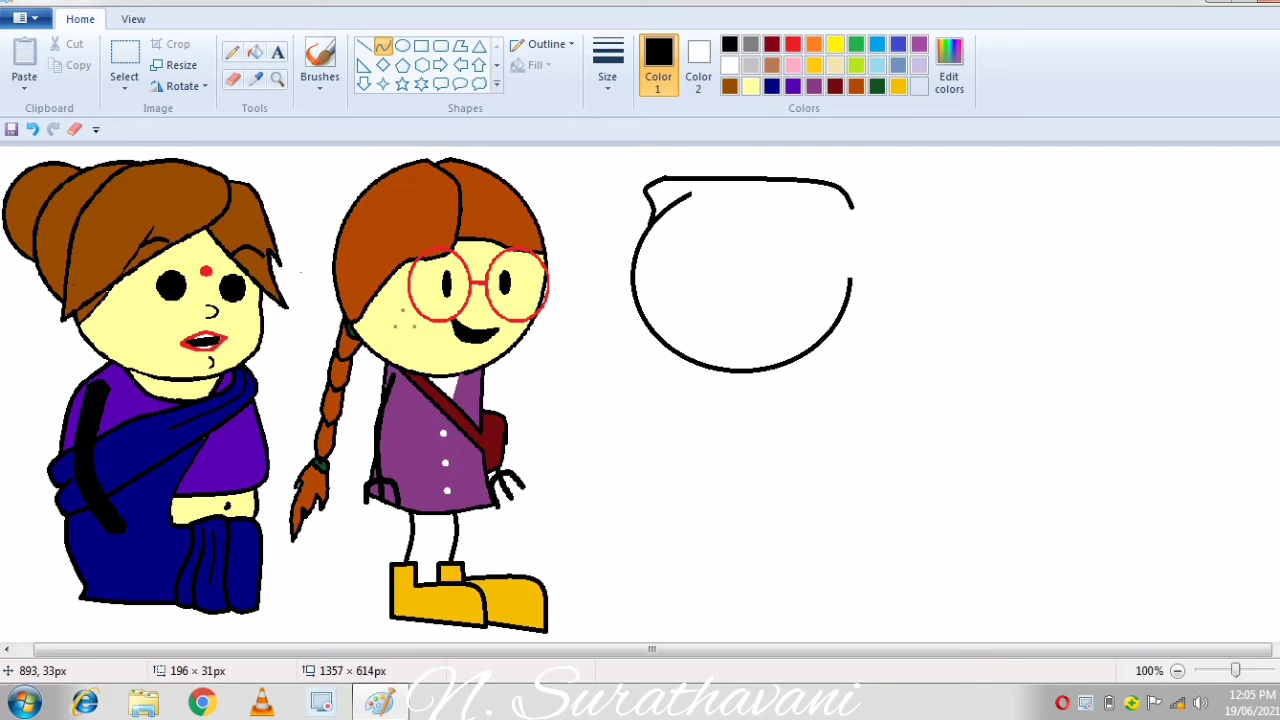 Home View
Cut
Copy
Paste
Crop
Resize
Rotate
Select
Brushes
Outline
Fill
Size
Color 1
Color 2
Edit colors
Clipboard
Image
Tools
Shapes
Colors
A
893, 33px
196 × 31px
1357 × 614px
100%
N. Surathavani
12:05 PM
19/06/2021